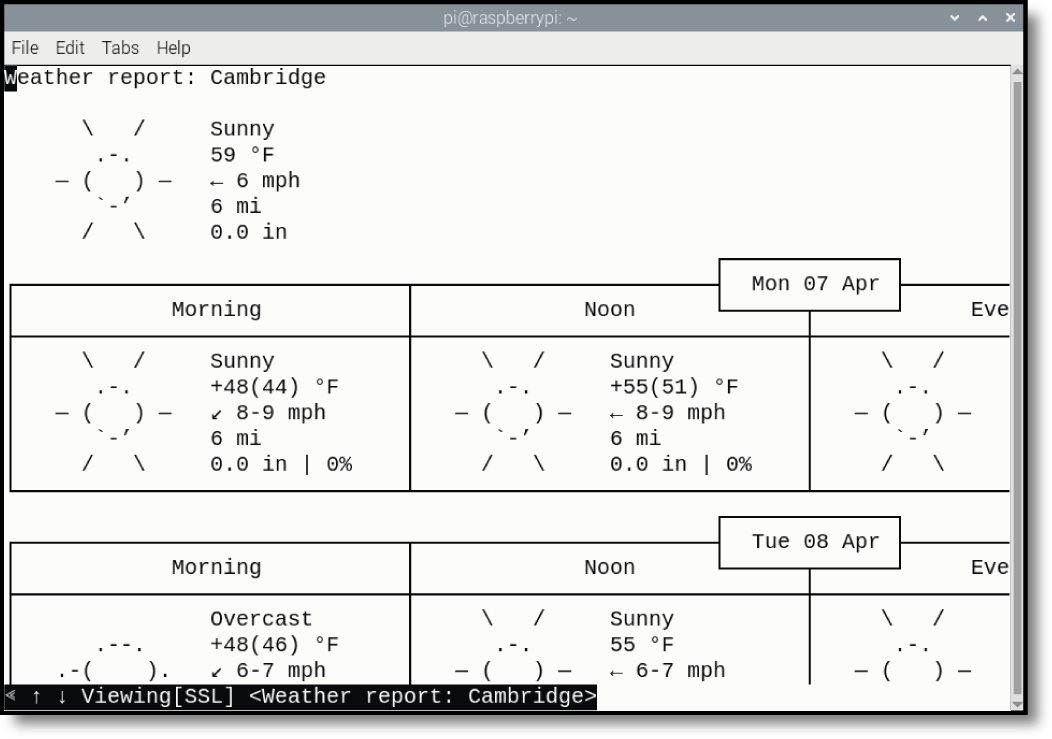 pi@raspberrypi: ~
File Edit Tabs Help
Weather report: Cambridge
Sunny
59 °F
← 6 mph
6 mi
0.0 in
Mon 07 Apr
Morning Noon Eve
Sunny Sunny
+48(44) °F +55(51) °F
↙ 8-9 mph ← 8-9 mph
6 mi 6 mi
0.0 in | 0% 0.0 in | 0%
Tue 08 Apr
Morning Noon Eve
Overcast Sunny
+48(46) °F 55 °F
↙ 6-7 mph ← 6-7 mph
≪ ↑ ↓ Viewing[SSL] <Weather report: Cambridge>